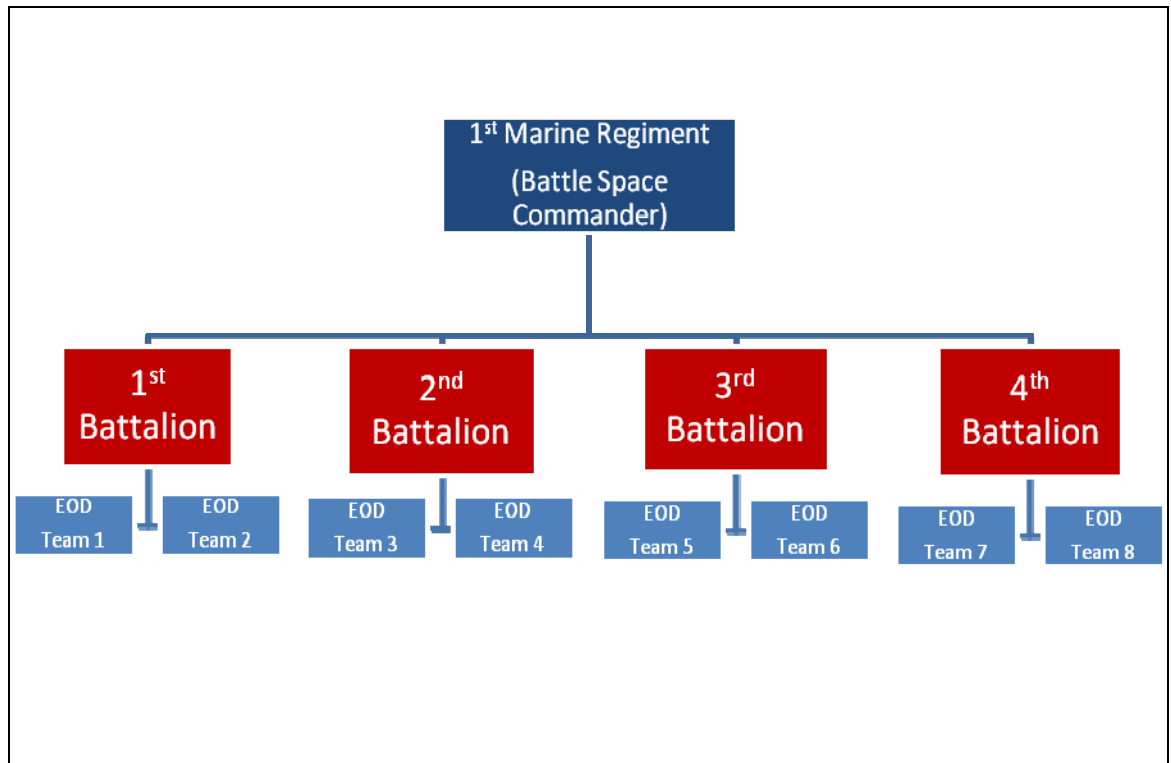 1st Marine Regiment
(Battle Space
Commander)
1st
Battalion
2nd
Battalion
3rd
Battalion
4th
Battalion
EOD
Team 1
EOD
Team 2
EOD
Team 3
EOD
Team 4
EOD
Team 5
EOD
Team 6
EOD
Team 7
EOD
Team 8